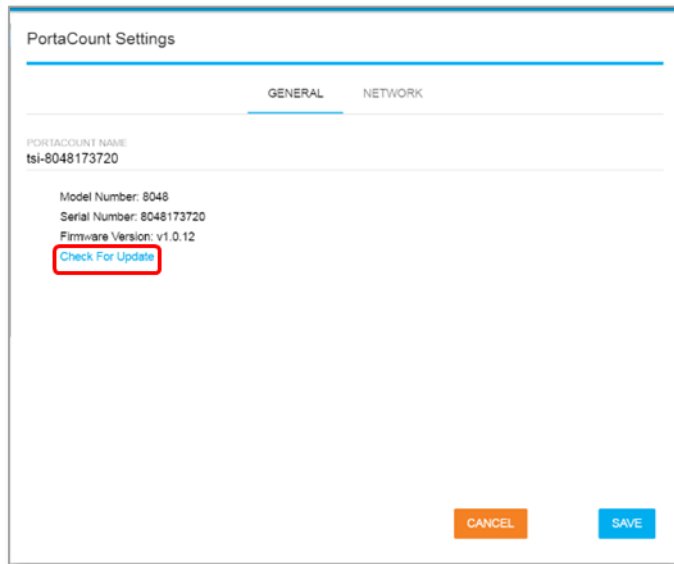 PortaCount Settings
GENERAL NETWORK
PORTACOUNT NAME
tsi-8048173720
Model Number: 8048
Serial Number: 8048173720
Firmware Version: v1.0.12
Check For Update
CANCEL SAVE